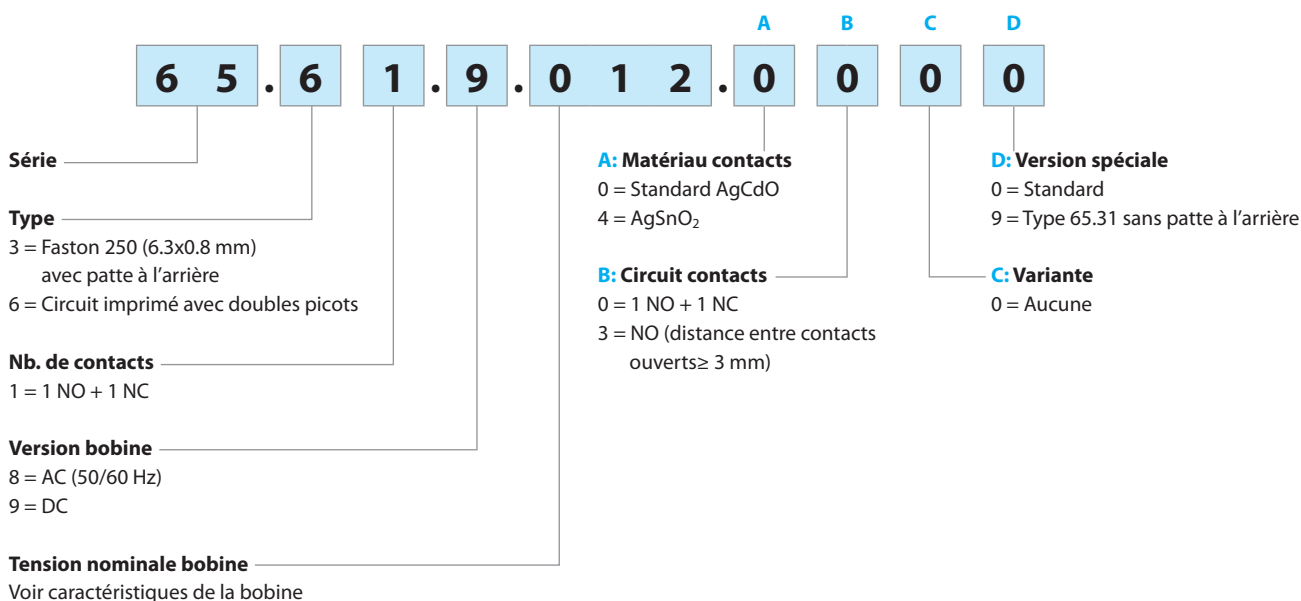 A B C D
6 5 . 6 1 . 9 . 0 1 2 . 0 0 0 0
Série
Type
3 = Faston 250 (6.3x0.8 mm)
avec patte à l'arrière
6 = Circuit imprimé avec doubles picots
Nb. de contacts
1 = 1 NO + 1 NC
Version bobine
8 = AC (50/60 Hz)
9 = DC
Tension nominale bobine
Voir caractéristiques de la bobine
A: Matériau contacts
0 = Standard AgCdO
4 = AgSnO₂
B: Circuit contacts
0 = 1 NO + 1 NC
3 = NO (distance entre contacts
ouverts≥ 3 mm)
D: Version spéciale
0 = Standard
9 = Type 65.31 sans patte à l'arrière
C: Variante
0 = Aucune